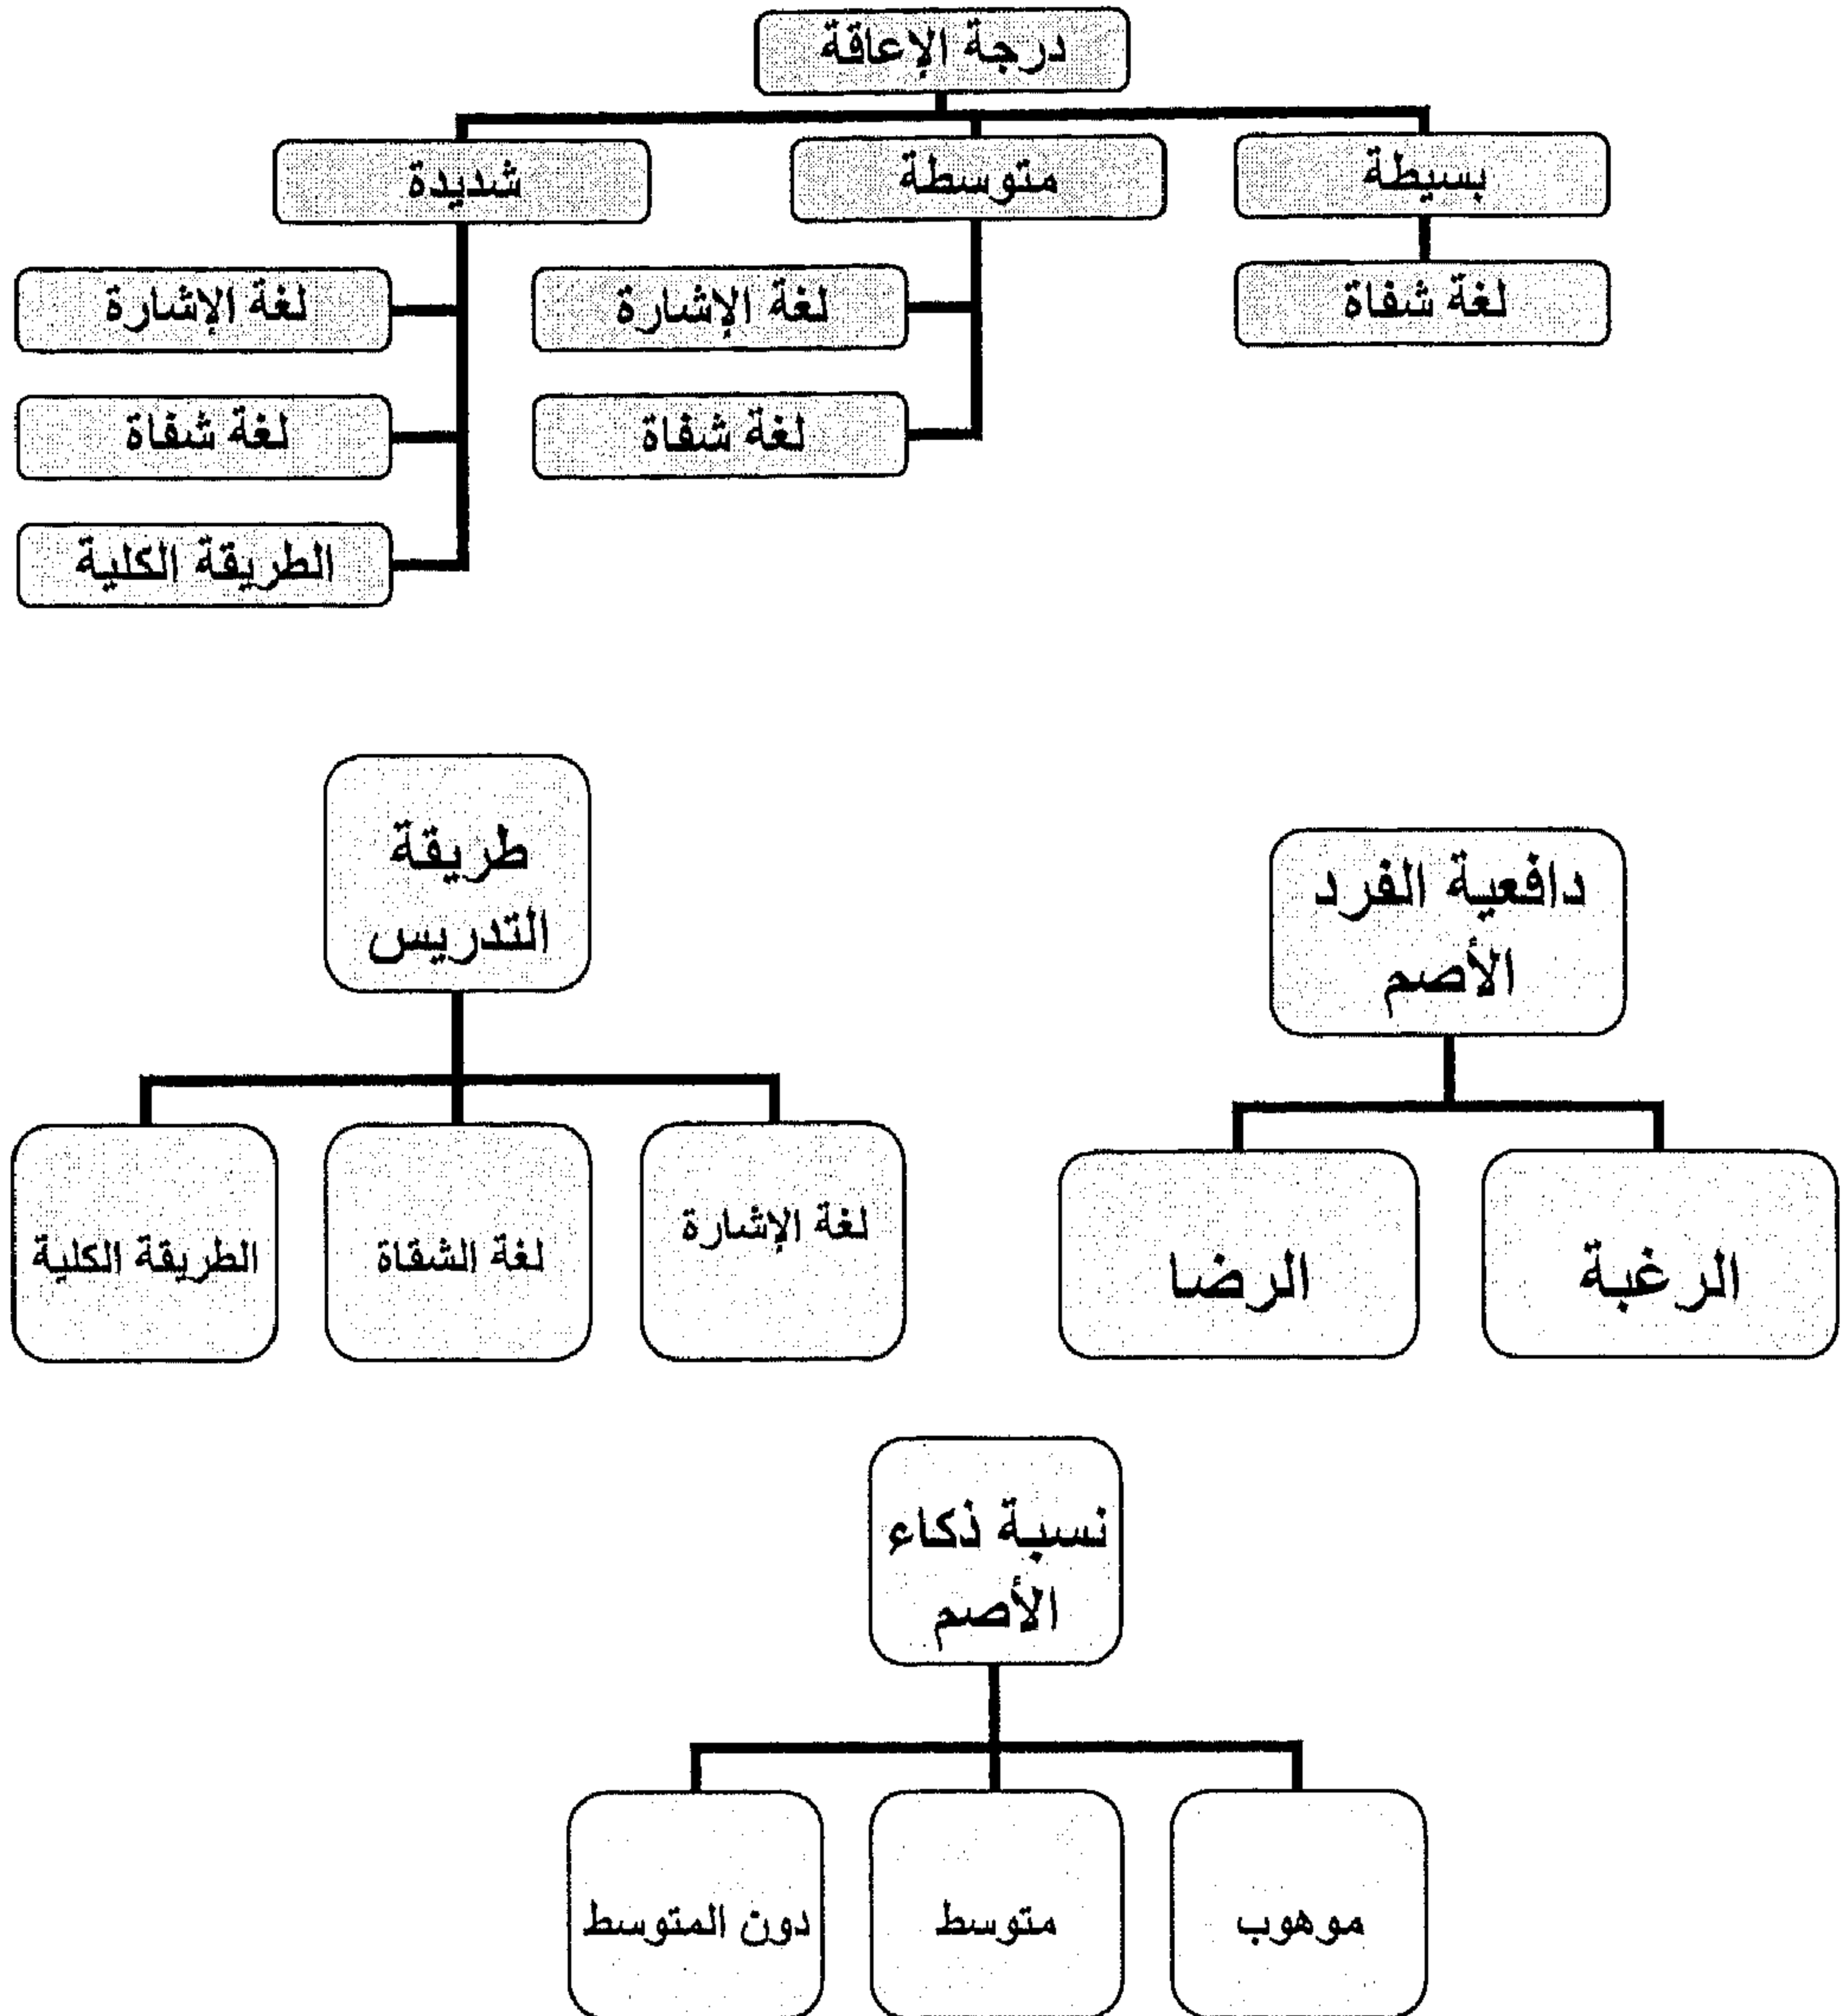 درجة الإعاقة
بسيطة
متوسطة
شديدة
لغة شفاة
لغة الإشارة
لغة شفاة
لغة الإشارة
لغة شفاة
الطريقة الكلية
دافعية الفرد
الأصم
الرغبة
الرضا
طريقة
التدريس
لغة الإشارة
لغة الشفاة
الطريقة الكلية
نسبة ذكاء
الأصم
موهوب
متوسط
دون المتوسط